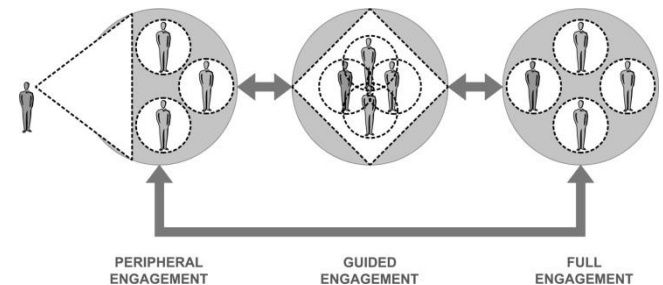 PERIPHERAL
ENGAGEMENT
GUIDED
ENGAGEMENT
FULL
ENGAGEMENT